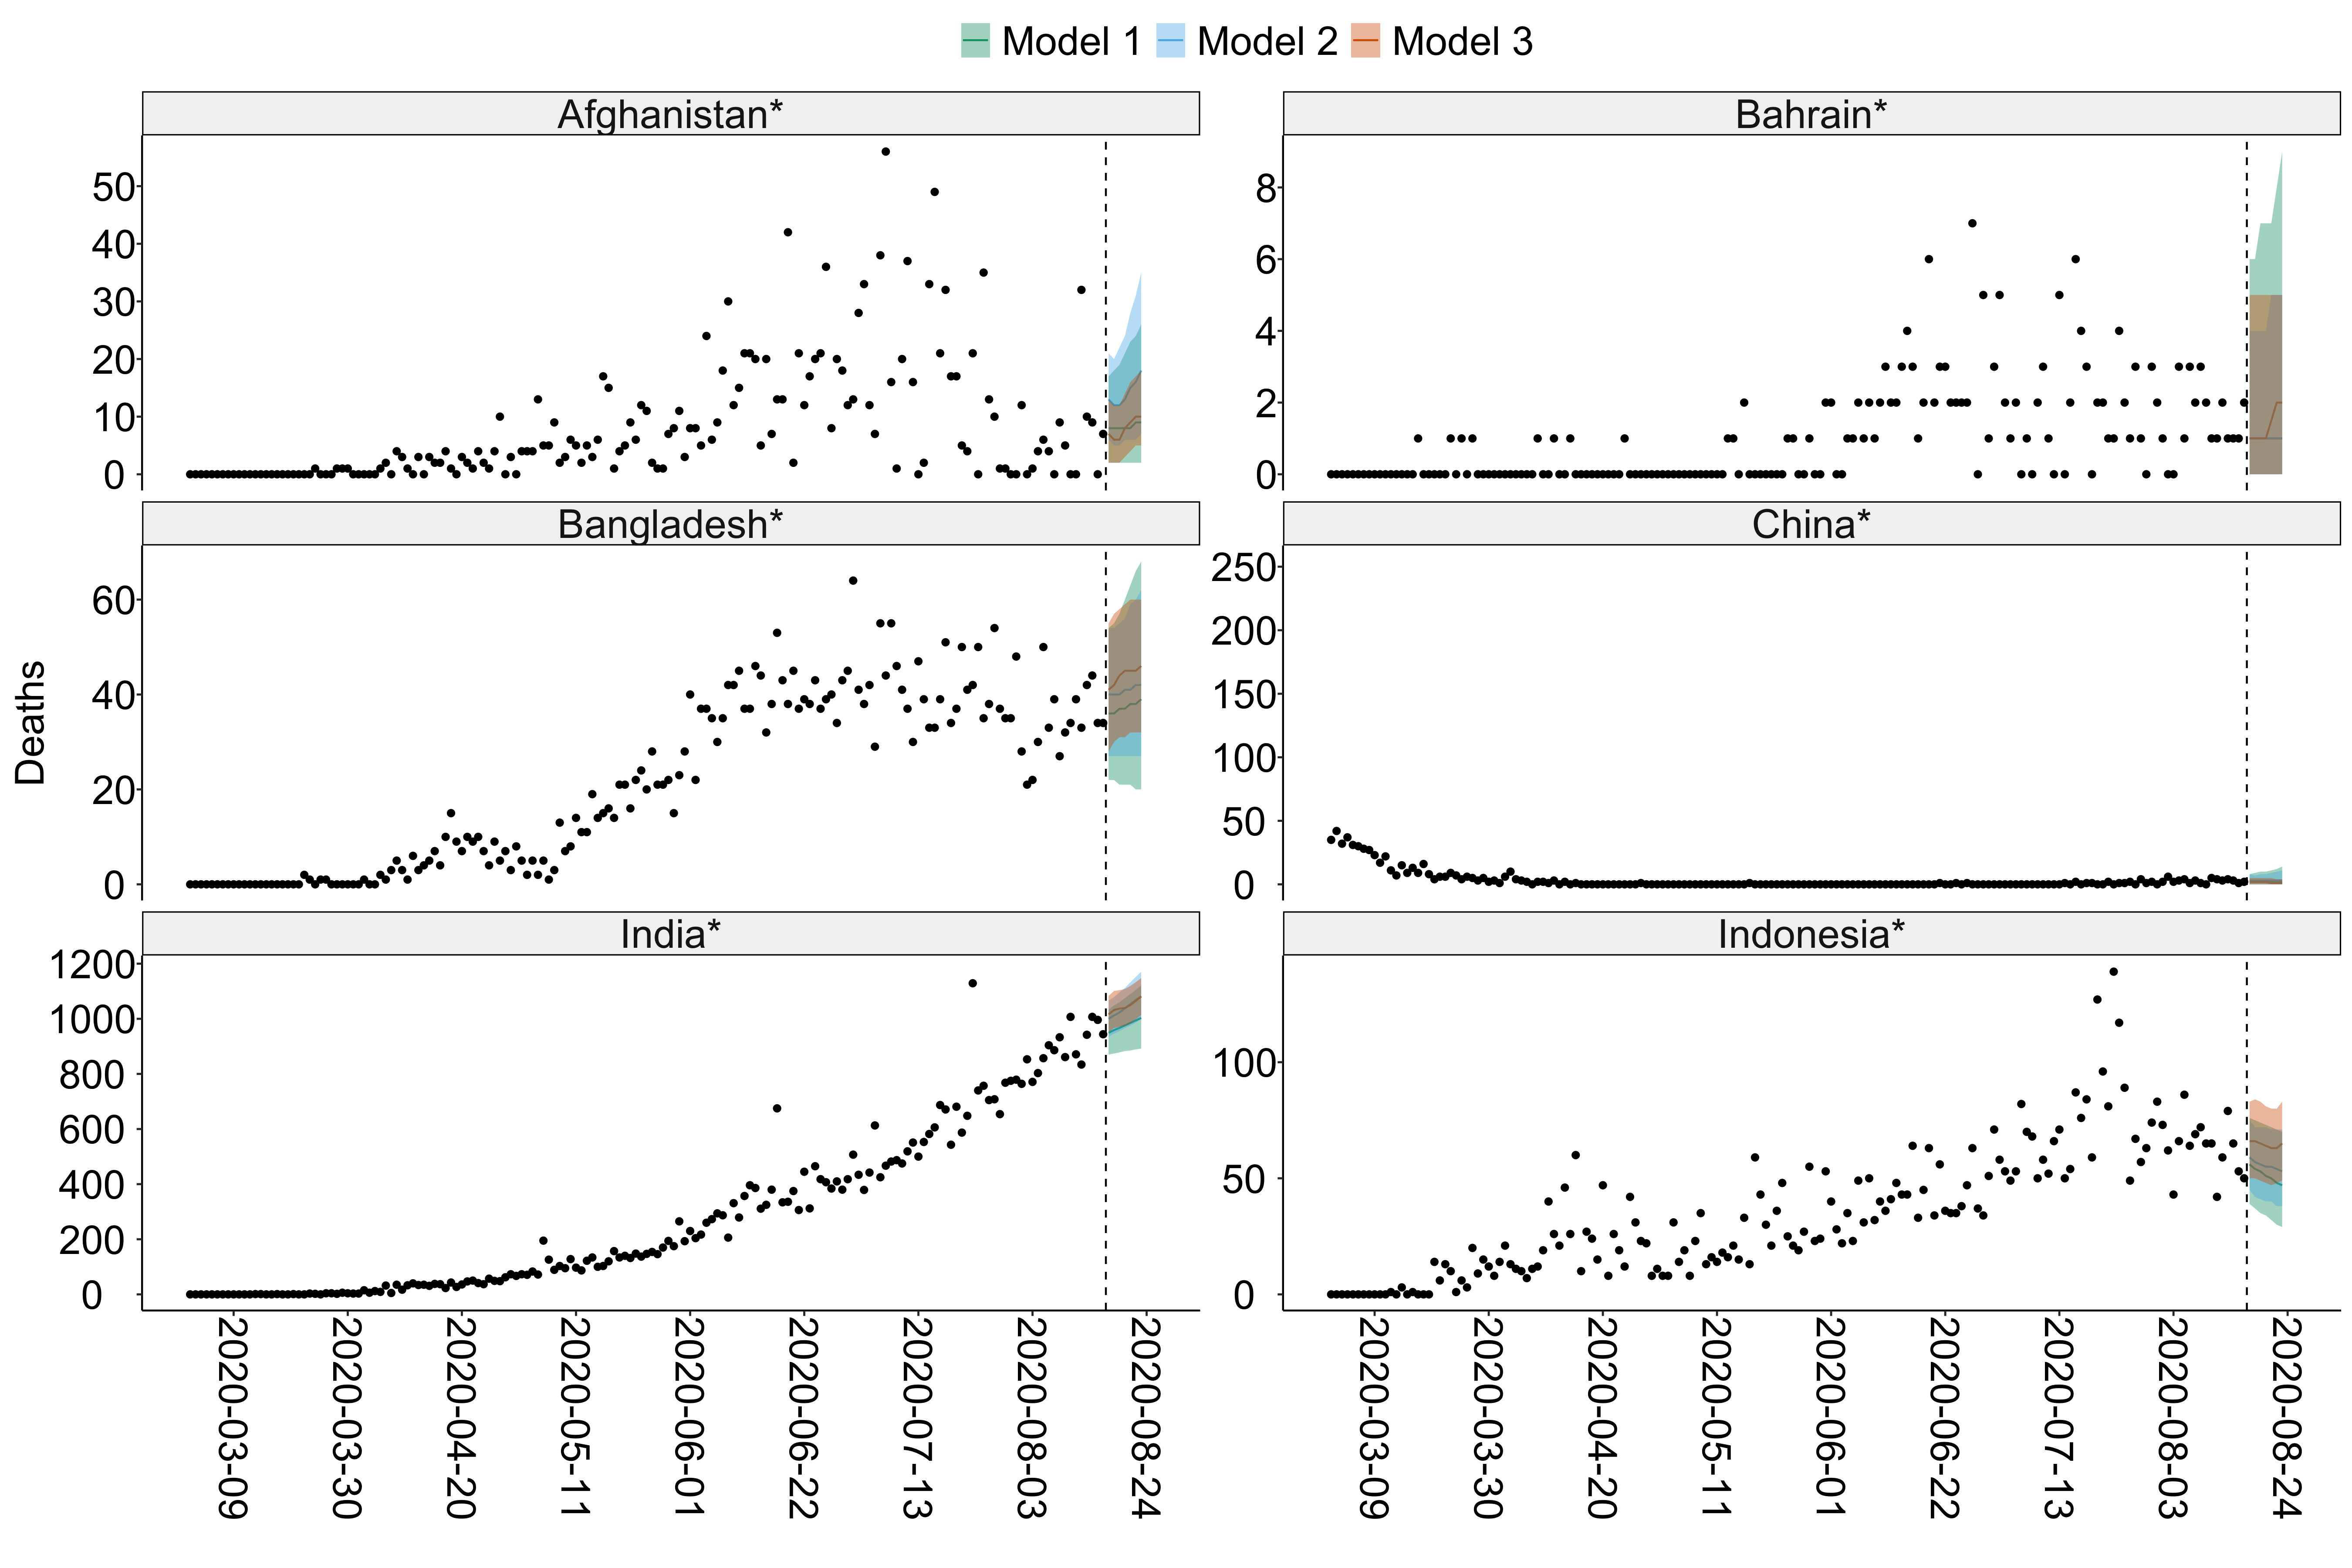 Model 1 Model 2 Model 3
Afghanistan* Bahrain*
50 40 30 20 10 0
8 6 4 2 0
Bangladesh* China*
60 40 20 0
250 200 150 100 50 0
Deaths
India* Indonesia*
1200 1000 800 600 400 200 0
100 50 0
2020-03-09 2020-03-30 2020-04-20 2020-05-11 2020-06-01 2020-06-22 2020-07-13 2020-08-03 2020-08-24
2020-03-09 2020-03-30 2020-04-20 2020-05-11 2020-06-01 2020-06-22 2020-07-13 2020-08-03 2020-08-24